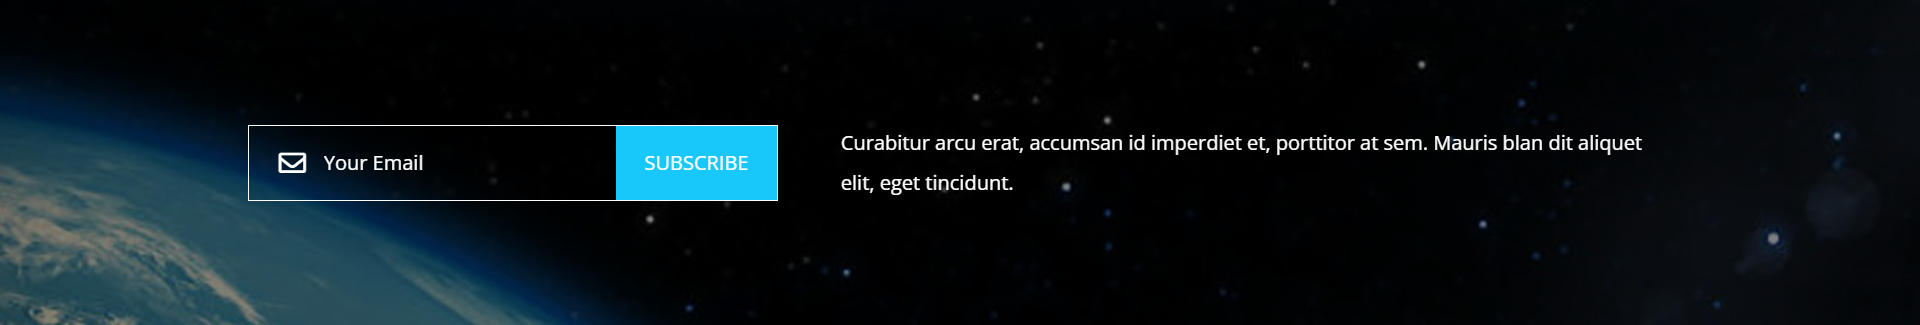 Your Email
SUBSCRIBE
Curabitur arcu erat, accumsan id imperdiet et, porttitor at sem. Mauris blan dit aliquet
elit, eget tincidunt.